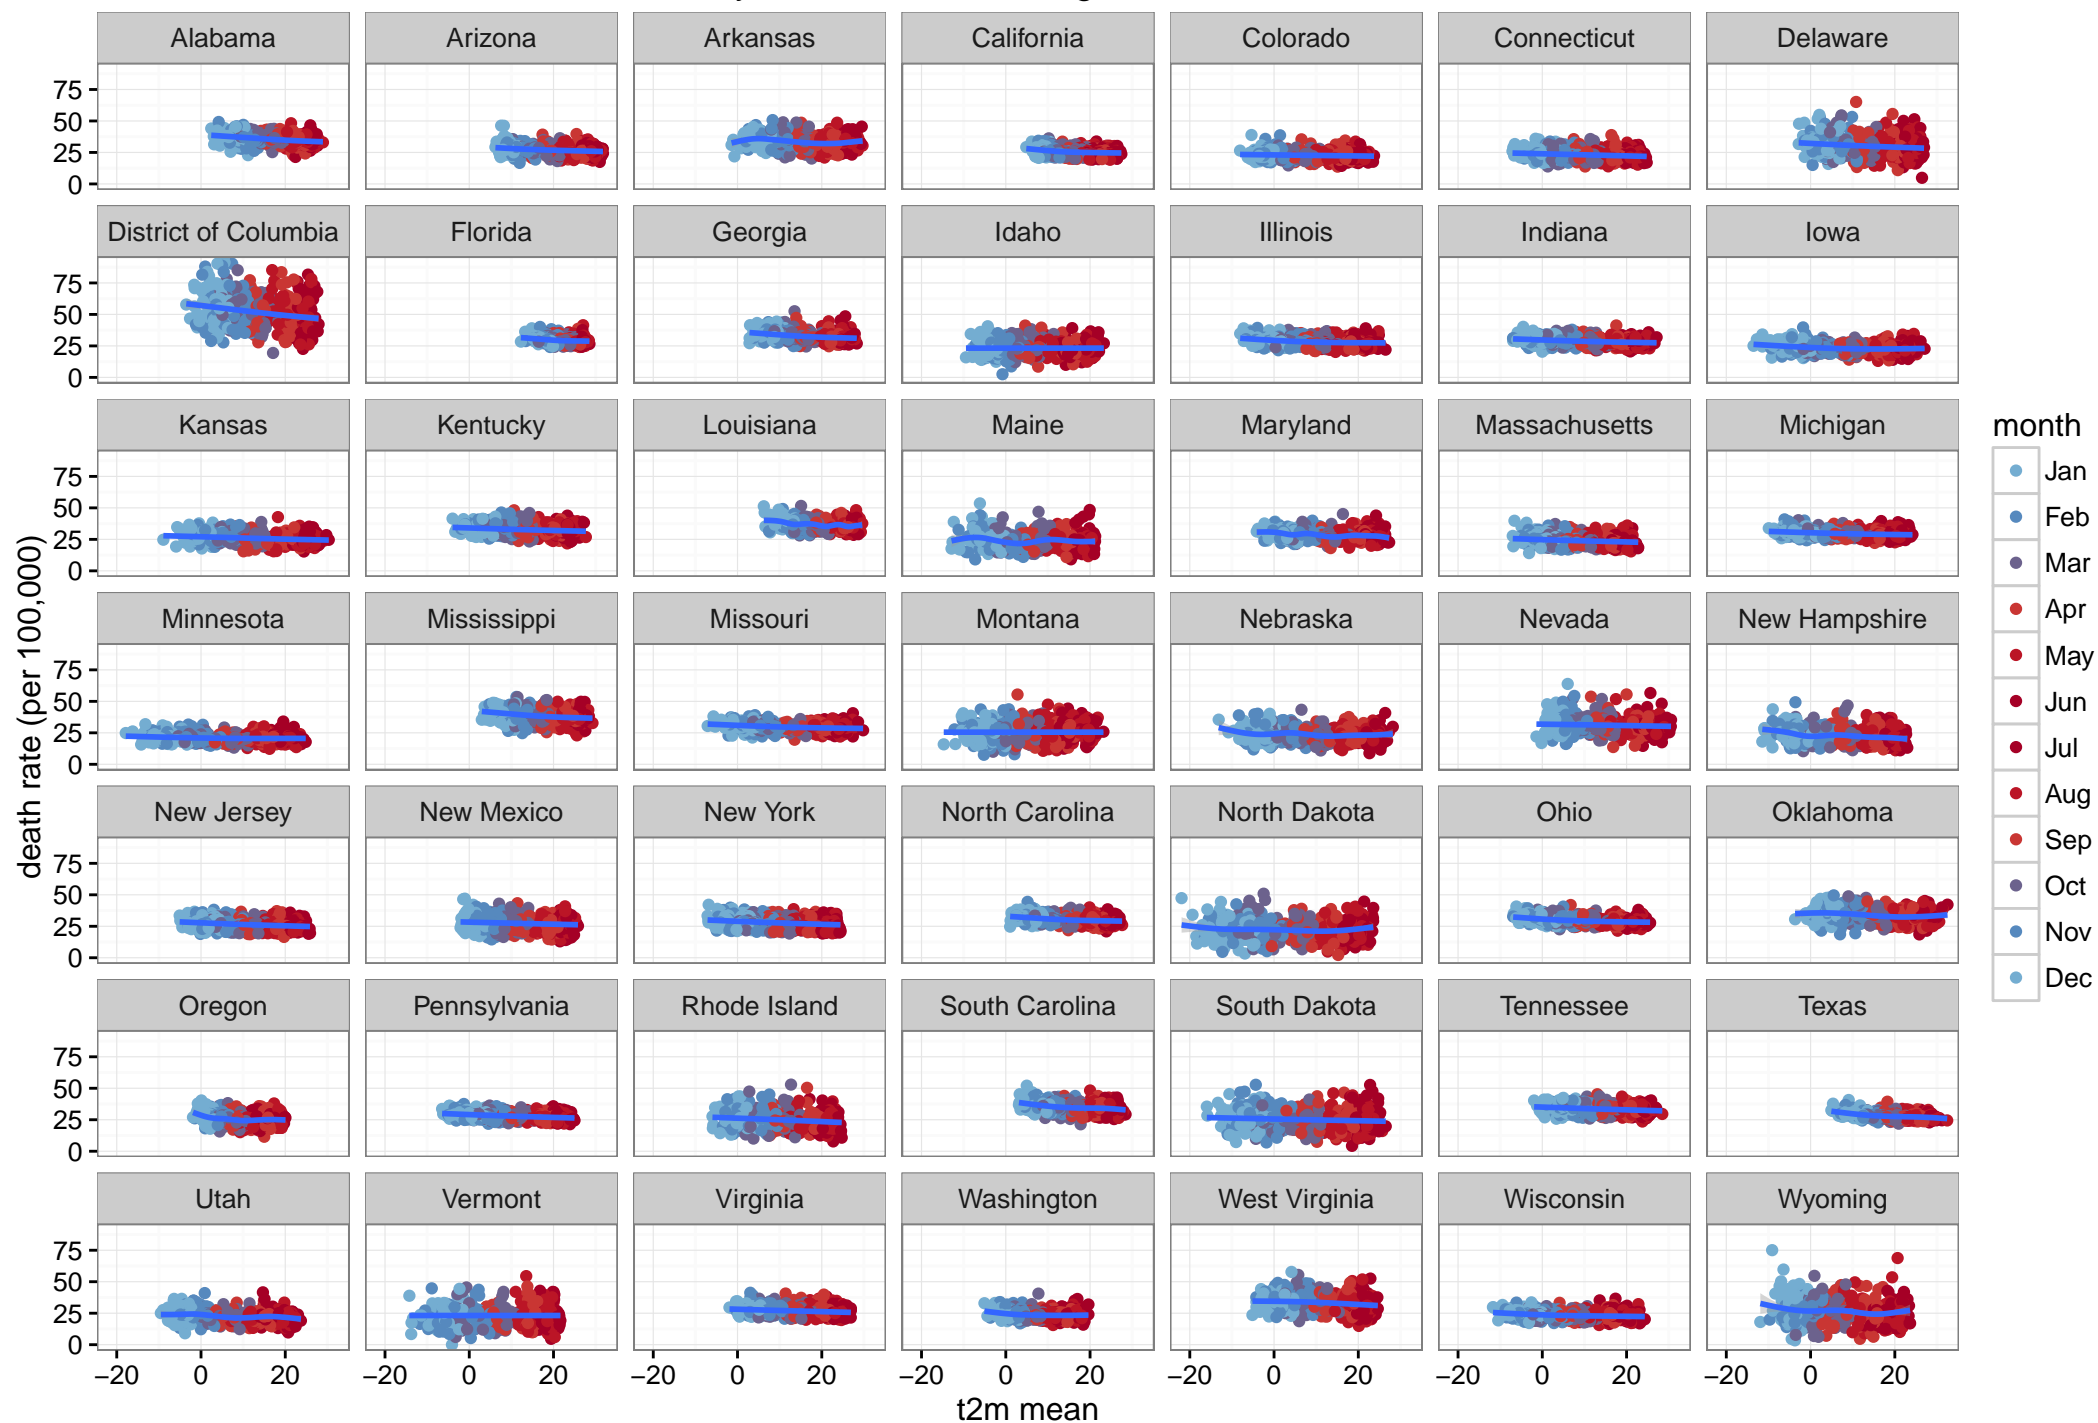 Alabama Arizona Arkansas California Colorado Connecticut Delaware
75
50
25
0
District of Columbia Florida Georgia Idaho Illinois Indiana Iowa
75
50
25
0
Kansas Kentucky Louisiana Maine Maryland Massachusetts Michigan
75
50
25
0
Minnesota Mississippi Missouri Montana Nebraska Nevada New Hampshire
75
50
25
0
New Jersey New Mexico New York North Carolina North Dakota Ohio Oklahoma
75
50
25
0
Oregon Pennsylvania Rhode Island South Carolina South Dakota Tennessee Texas
75
50
25
0
Utah Vermont Virginia Washington West Virginia Wisconsin Wyoming
75
50
25
0
−20 0 20 −20 0 20 −20 0 20 −20 0 20 −20 0 20 −20 0 20 −20 0 20
t2m mean
death rate (per 100,000)
month
Jan
Feb
Mar
Apr
May
Jun
Jul
Aug
Sep
Oct
Nov
Dec